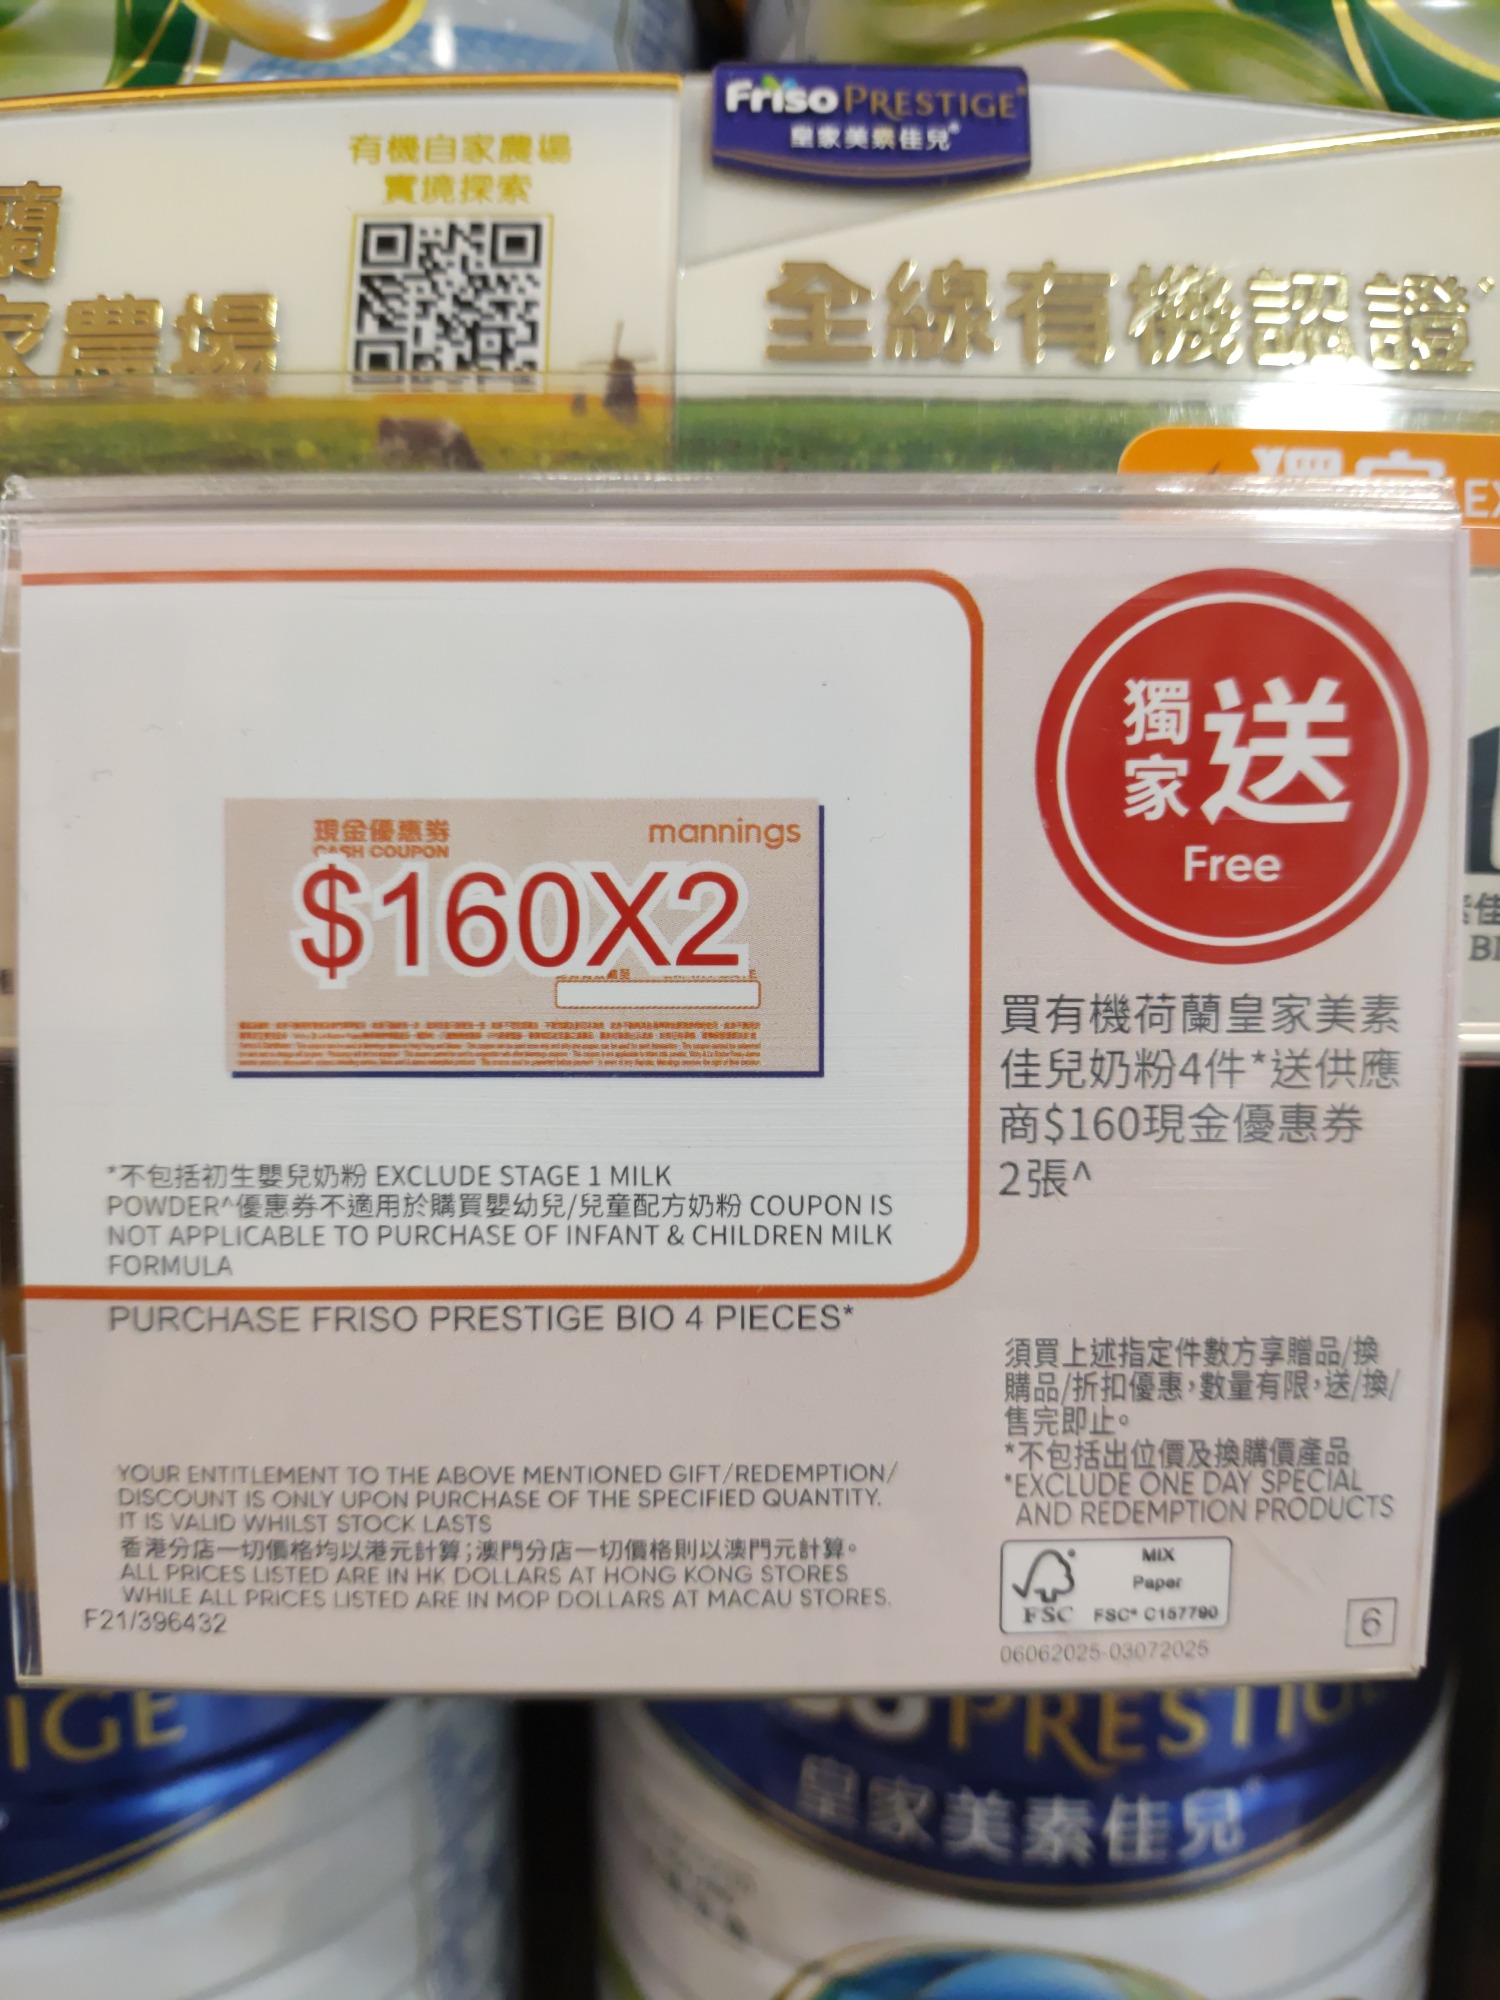 有機自家農場
實境探索
Friso PRESTIGE
皇家美素佳兒
蘭
家農場
全線有機認證
獨家
獨家 送
Free
現金優惠券
CASH COUPON
mannings
$160X2
買有機荷蘭皇家美素
佳兒奶粉4件*送供應
商$160現金優惠券
2張^
*不包括初生嬰兒奶粉 EXCLUDE STAGE 1 MILK
POWDER^優惠券不適用於購買嬰幼兒/兒童配方奶粉 COUPON IS
NOT APPLICABLE TO PURCHASE OF INFANT & CHILDREN MILK
FORMULA
PURCHASE FRISO PRESTIGE BIO 4 PIECES*
須買上述指定件數方享贈品/換
購品/折扣優惠，數量有限，送/換/
售完即止。
*不包括出位價及換購價產品
*EXCLUDE ONE DAY SPECIAL
AND REDEMPTION PRODUCTS
YOUR ENTITLEMENT TO THE ABOVE MENTIONED GIFT/REDEMPTION/
DISCOUNT IS ONLY UPON PURCHASE OF THE SPECIFIED QUANTITY.
IT IS VALID WHILST STOCK LASTS
香港分店一切價格均以港元計算；澳門分店一切價格則以澳門元計算。
ALL PRICES LISTED ARE IN HK DOLLARS AT HONG KONG STORES
WHILE ALL PRICES LISTED ARE IN MOP DOLLARS AT MACAU STORES.
F21/396432
FSC
MIX
Paper
FSC® C157790
06062025-03072025
6
IGE
PRESTIG
皇家美素佳兒